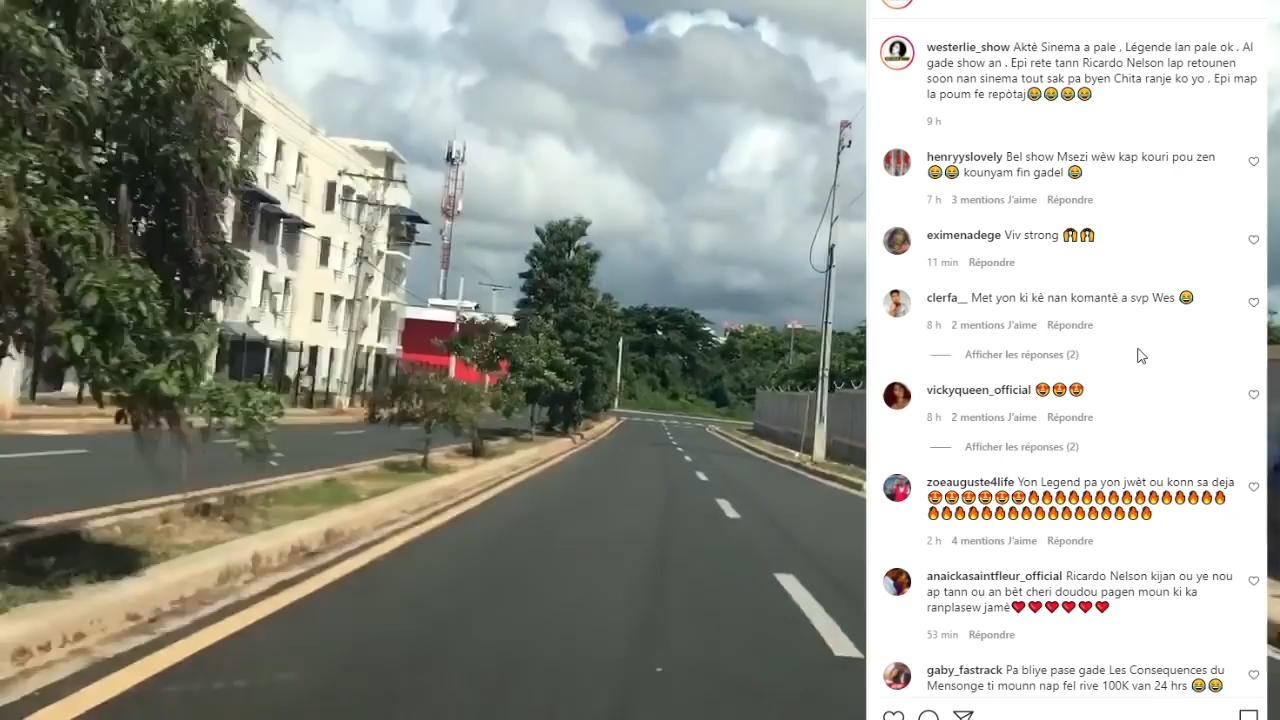 westerlie_show Aktè Sinema a pale , Légende lan pale ok . Al
gade show an . Epi rete tann Ricardo Nelson lap retounen
soon nan sinema tout sak pa byen Chita ranje ko yo , Epi map
la poum fe repòtaj😂😂😂😂
9 h
henryyslovely Bel show Msezi wèw kap kouri pou zen
😂😂 kounyam fin gadel 😂
7 h 3 mentions J’aime Répondre
eximenadege Viv strong 🙌🙌
11 min Répondre
clerfa__ Met yon ki kè nan komantè a svp Wes 😂
8 h 2 mentions J’aime Répondre
Afficher les réponses (2)
vickyqueen_official 😍😍😍
8 h 2 mentions J’aime Répondre
Afficher les réponses (2)
zoeauguste4life Yon Legend pa yon jwèt ou konn sa deja
😍😍😍😍😍😍🔥🔥🔥🔥🔥🔥🔥🔥🔥🔥🔥🔥🔥🔥🔥
🔥🔥🔥🔥🔥🔥🔥🔥🔥🔥🔥🔥🔥🔥🔥🔥🔥
2 h 4 mentions J’aime Répondre
anaickasaintfleur_official Ricardo Nelson kijan ou ye nou
ap tann ou an bèt cheri doudou pagen moun ki ka
ranplasew jamè❤❤❤❤❤❤
53 min Répondre
gaby_fastrack Pa bliye pase gade Les Consequences du
Mensonge ti mounn nap fel rive 100K van 24 hrs 😂😂